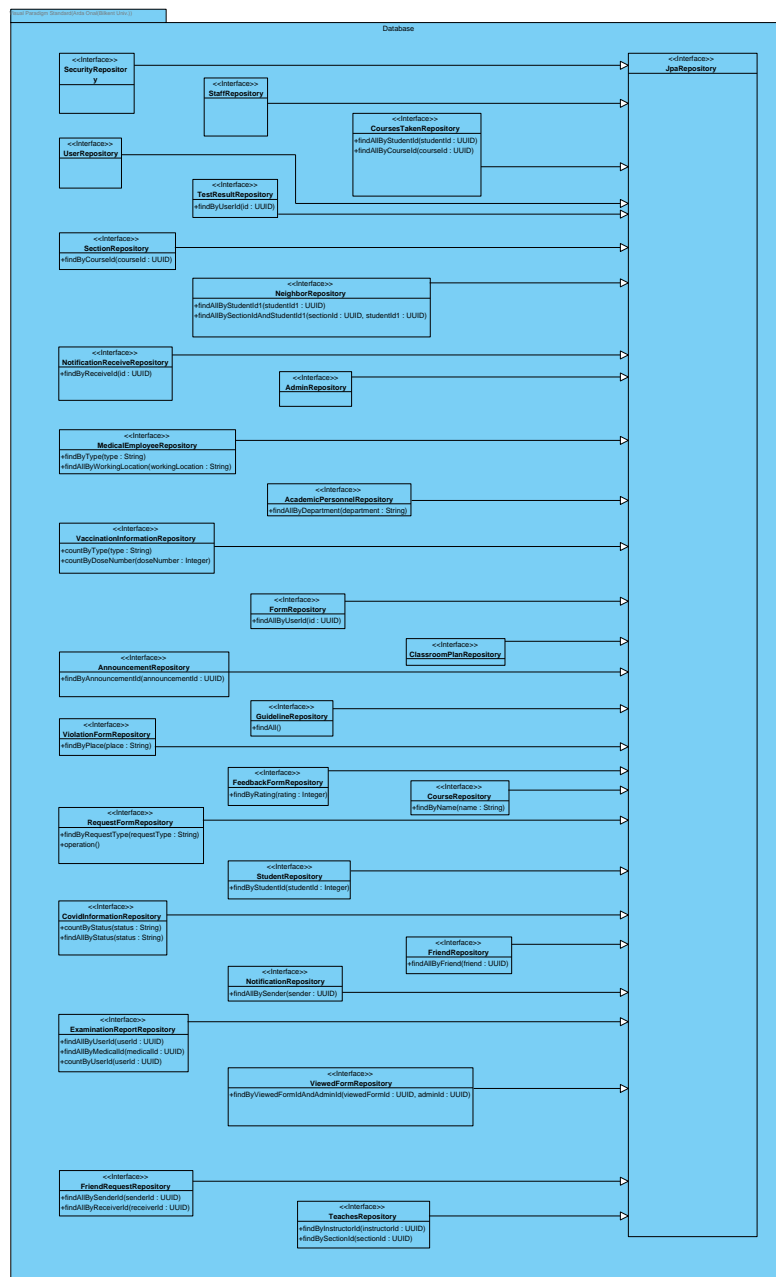 Visual Paradigm Standard(
Database
<<Interface>>
SecurityRepositor
y
<<Interface>>
JpaRepository
<<Interface>>
StaffRepository
<<Interface>>
CoursesTakenRepository
+findAllByStudentId(studentId : UUID)
+findAllByCourseId(courseId : UUID)
<<Interface>>
UserRepository
<<Interface>>
TestResultRepository
+findByUserId(id : UUID)
<<Interface>>
SectionRepository
+findByCourseId(courseId : UUID)
<<Interface>>
NeighborRepository
+findAllByStudentId1(studentId1 : UUID)
+findAllBySectionIdAndStudentId1(sectionId : UUID, studentId1 : UUID)
<<Interface>>
NotificationReceiveRepository
+findByReceiveId(id : UUID)
<<Interface>>
AdminRepository
<<Interface>>
MedicalEmployeeRepository
+findByType(type : String)
+findAllByWorkingLocation(workingLocation : String)
<<Interface>>
AcademicPersonnelRepository
+findAllByDepartment(department : String)
<<Interface>>
VaccinationInformationRepository
+countByType(type : String)
+countByDoseNumber(doseNumber : Integer)
<<Interface>>
FormRepository
+findAllByUserId(id : UUID)
<<Interface>>
ClassroomPlanRepository
<<Interface>>
AnnouncementRepository
+findByAnnouncementId(announcementId : UUID)
<<Interface>>
GuidelineRepository
+findAll()
<<Interface>>
ViolationFormRepository
+findByPlace(place : String)
<<Interface>>
FeedbackFormRepository
+findByRating(rating : Integer)
<<Interface>>
CourseRepository
+findByName(name : String)
<<Interface>>
RequestFormRepository
+findByRequestType(requestType : String)
+operation()
<<Interface>>
StudentRepository
+findByStudentId(studentId : Integer)
<<Interface>>
CovidInformationRepository
+countByStatus(status : String)
+findAllByStatus(status : String)
<<Interface>>
FriendRepository
+findAllByFriend(friend : UUID)
<<Interface>>
NotificationRepository
+findAllBySender(sender : UUID)
<<Interface>>
ExaminationReportRepository
+findAllByUserId(userId : UUID)
+findAllByMedicalId(medicalId : UUID)
+countByUserId(userId : UUID)
<<Interface>>
ViewedFormRepository
+findByViewedFormIdAndAdminId(viewedFormId : UUID, adminId : UUID)
<<Interface>>
FriendRequestRepository
+findAllBySenderId(senderId : UUID)
+findAllByReceiverId(receiverId : UUID)
<<Interface>>
TeachesRepository
+findByInstructorId(instructorId : UUID)
+findBySectionId(sectionId : UUID)